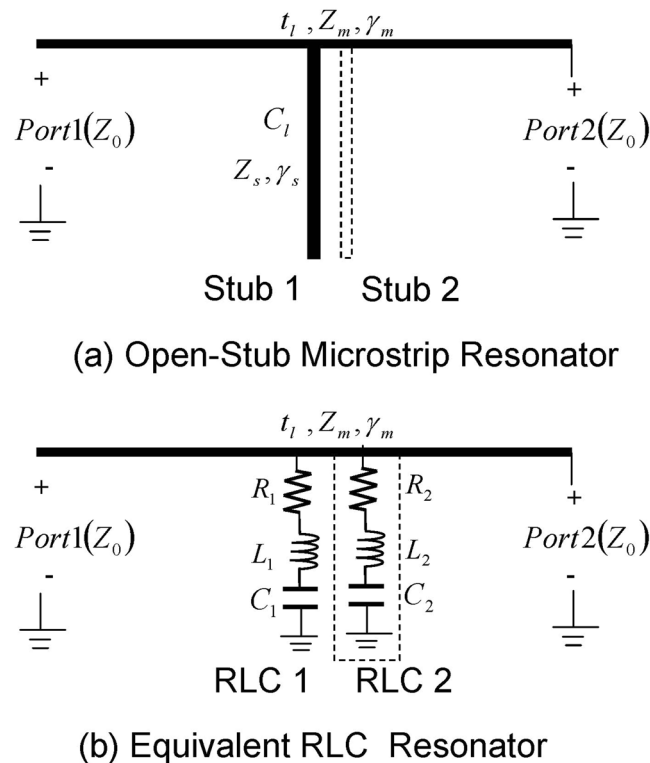 t_l , Z_m, γ_m
+ +
C_l
Port1(Z_0) Port2(Z_0)
- -
Z_s, γ_s
Stub 1 Stub 2
(a) Open-Stub Microstrip Resonator
t_l , Z_m, γ_m
+ R_1 R_2 +
Port1(Z_0) L_1 L_2 Port2(Z_0)
- C_1 C_2 -
RLC 1 RLC 2
(b) Equivalent RLC Resonator